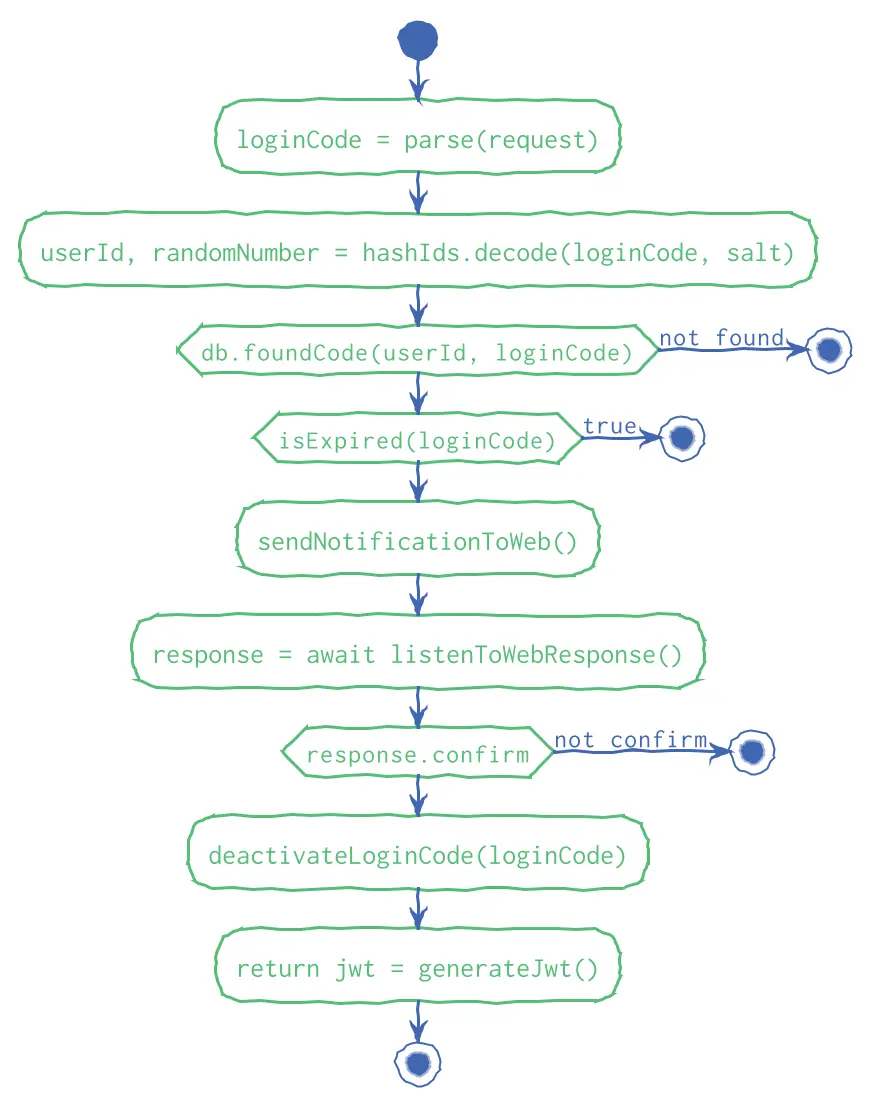 loginCode = parse(request)
userId, randomNumber = hashIds.decode(loginCode, salt)
db.foundCode(userId, loginCode)
not found
isExpired(loginCode)
true
sendNotificationToWeb()
response = await listenToWebResponse()
response.confirm
not confirm
deactivateLoginCode(loginCode)
return jwt = generateJwt()